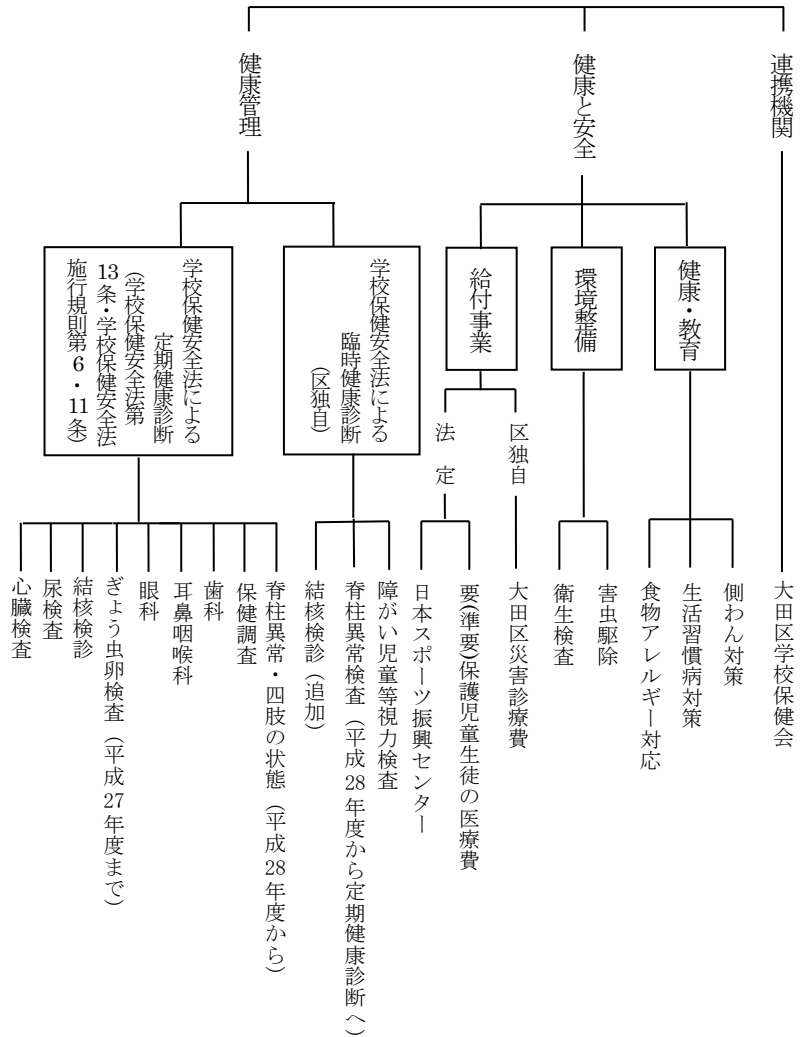 連携機関
健康と安全
健康管理
健康・教育
環境整備
給付事業
学校保健安全法による
臨時健康診断
(区独自)
学校保健安全法による
定期健康診断
(学校保健安全法第
13条・学校保健安全法
施行規則第6・11条)
区独自
法定
大田区学校保健会
側わん対策
生活習慣病対策
食物アレルギー対応
害虫駆除
衛生検査
大田区災害診療費
要(準要)保護児童生徒の医療費
日本スポーツ振興センター
障がい児童等視力検査
脊柱異常検査（平成28年度から定期健康診断へ）
結核検診（追加）
脊柱異常・四肢の状態（平成28年度から）
保健調査
歯科
耳鼻咽喉科
眼科
ぎょう虫卵検査（平成27年度まで）
結核検診
尿検査
心臓検査